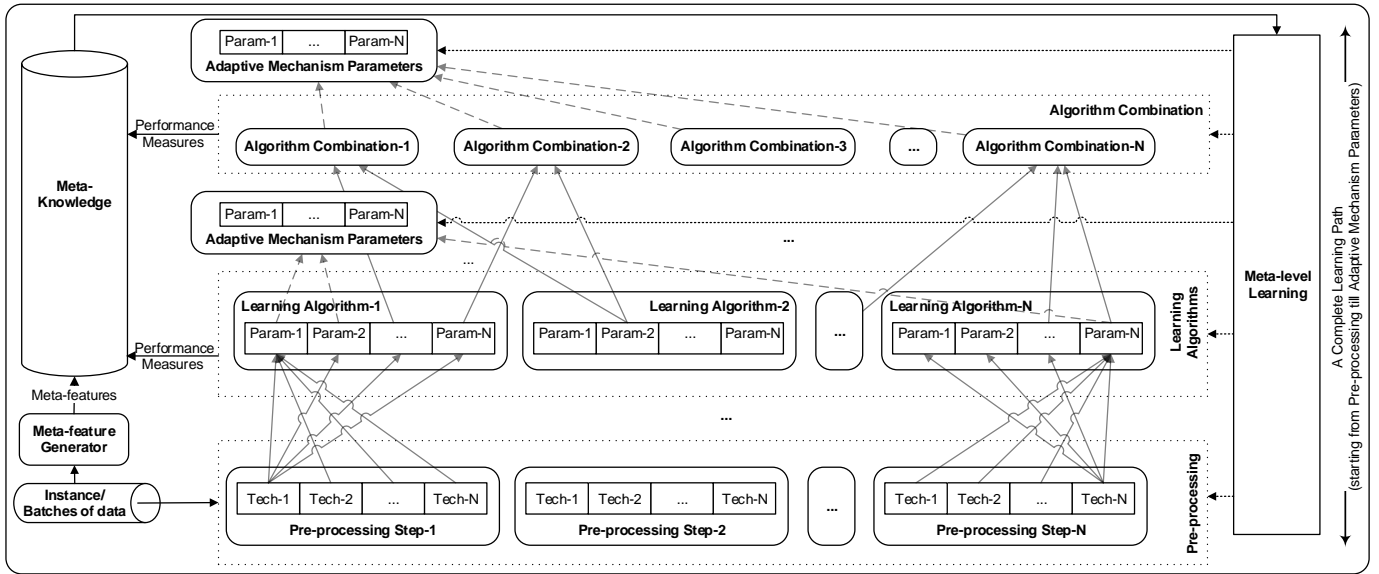 Param-1 ... Param-N
Adaptive Mechanism Parameters
Algorithm Combination
Performance
Measures
Algorithm Combination-1
Algorithm Combination-2
Algorithm Combination-3
...
Algorithm Combination-N
Meta-
Knowledge
Param-1 ... Param-N
Adaptive Mechanism Parameters
...
...
Meta-level
Learning
A Complete Learning Path
(starting from Pre-processing till Adaptive Mechanism Parameters)
Learning Algorithm-1
Param-1 Param-2 ... Param-N
Learning Algorithm-2
Param-1 Param-2 ... Param-N
...
Learning Algorithm-N
Param-1 Param-2 ... Param-N
Learning
Algorithms
Performance
Measures
Meta-features
Meta-feature
Generator
...
Instance/
Batches of data
Tech-1 Tech-2 ... Tech-N
Pre-processing Step-1
Tech-1 Tech-2 ... Tech-N
Pre-processing Step-2
...
Tech-1 Tech-2 ... Tech-N
Pre-processing Step-N
Pre-processing